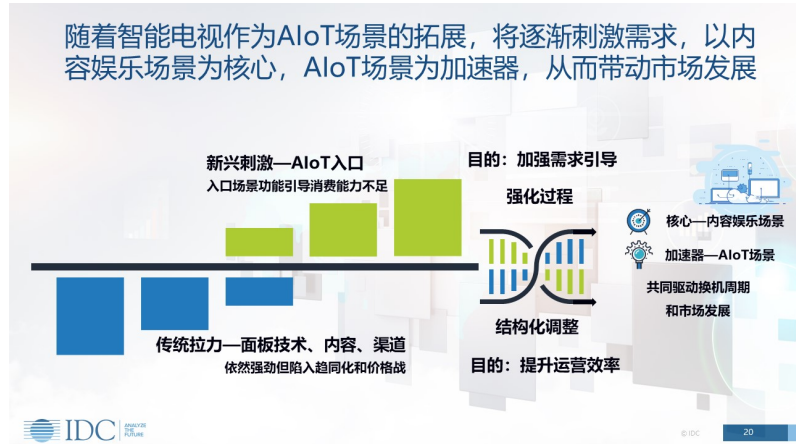 随着智能电视作为AIoT场景的拓展，将逐渐刺激需求，以内
容娱乐场景为核心，AIoT场景为加速器，从而带动市场发展
新兴刺激—AIoT入口
入口场景功能引导消费能力不足
目的：加强需求引导
强化过程
核心—内容娱乐场景
加速器—AIoT场景
共同驱动换机周期
和市场发展
结构化调整
目的：提升运营效率
传统拉力—面板技术、内容、渠道
依然强劲但陷入趋同化和价格战
IDC
ANALYZE
THE
FUTURE
© IDC
20